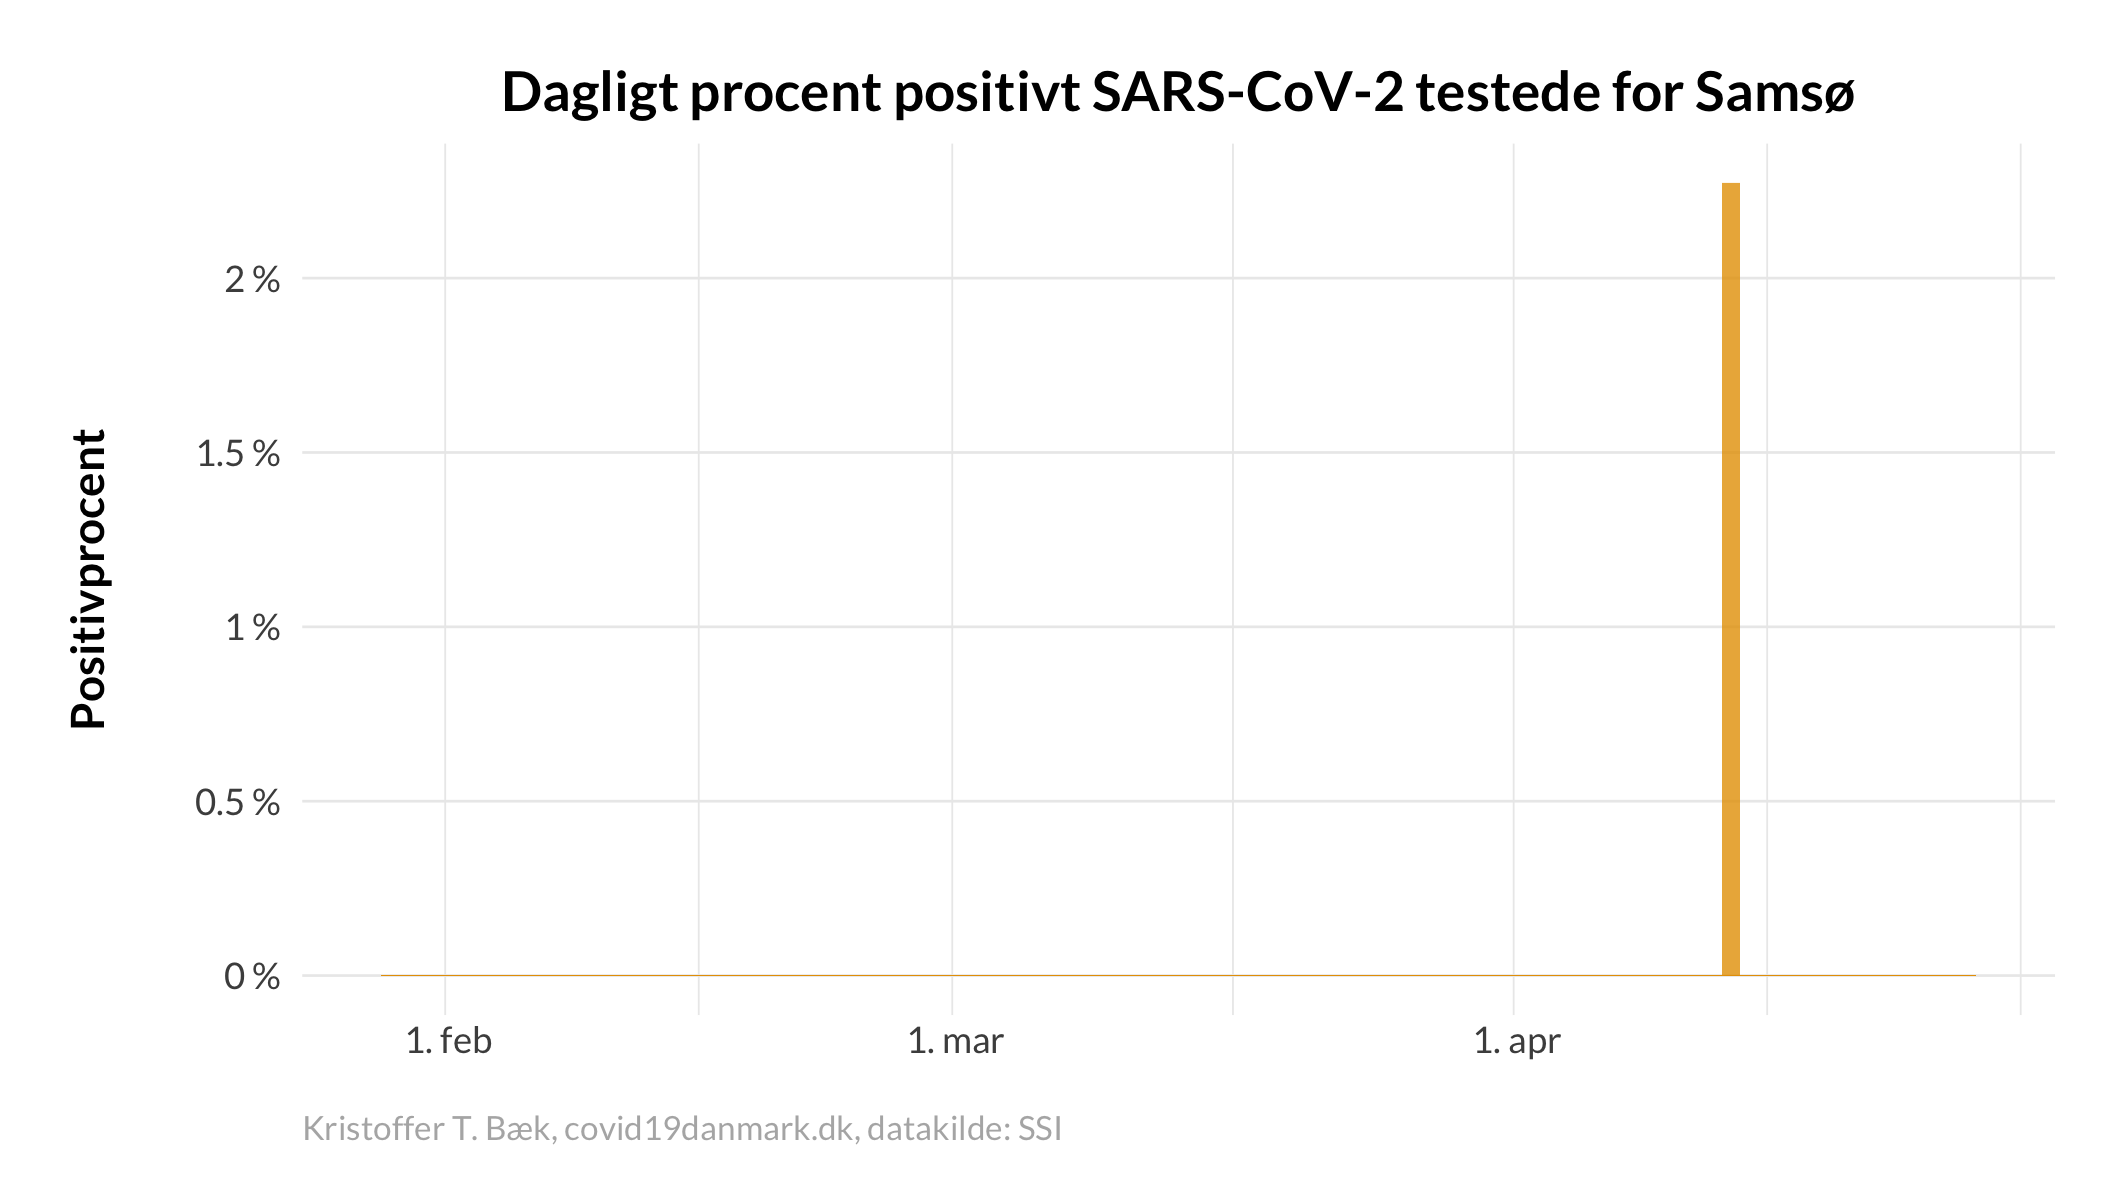 Dagligt procent positivt SARS-CoV-2 testede for Samsø
Positivprocent
2 %
1.5 %
1 %
0.5 %
0 %
1. feb
1. mar
1. apr
Kristoffer T. Bæk, covid19danmark.dk, datakilde: SSI